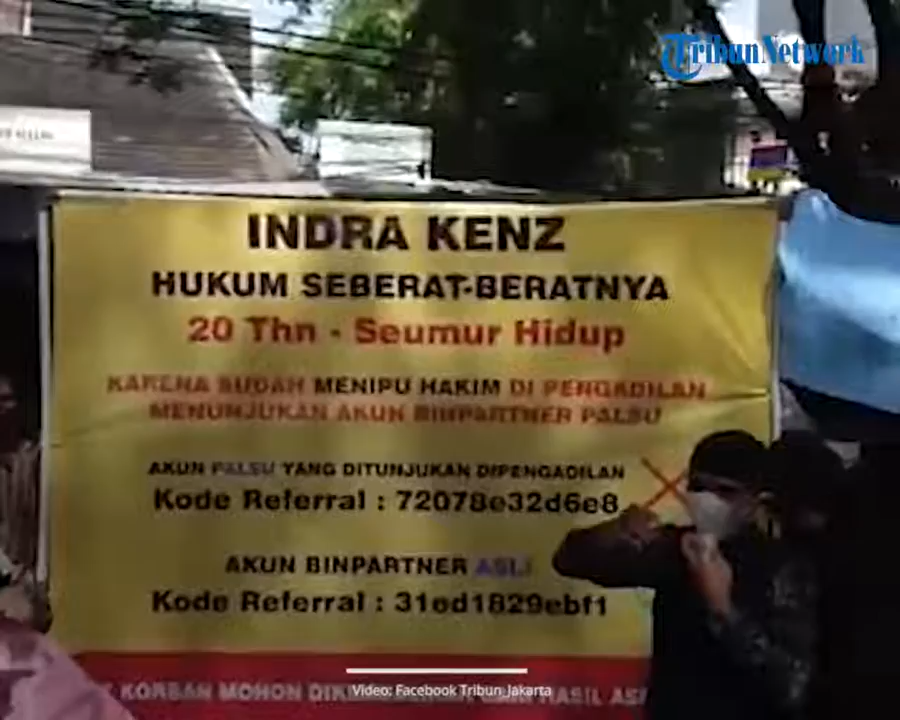 Tribun Network
INDRA KENZ
HUKUM SEBERAT-BERATNYA
20 Thn - Seumur Hidup
KARENA SUDAH MENIPU HAKIM DI PENGADILAN
MENUNJUKAN AKUN BINPARTNER PALSU
AKUN PALSU YANG DITUNJUKAN DIPENGADILAN
Kode Referral : 72078e32d6e8
AKUN BINPARTNER ASLI
Kode Referral : 31ed1829ebf1
KORBAN MOHON
Video: Facebook Tribun-Jakarta